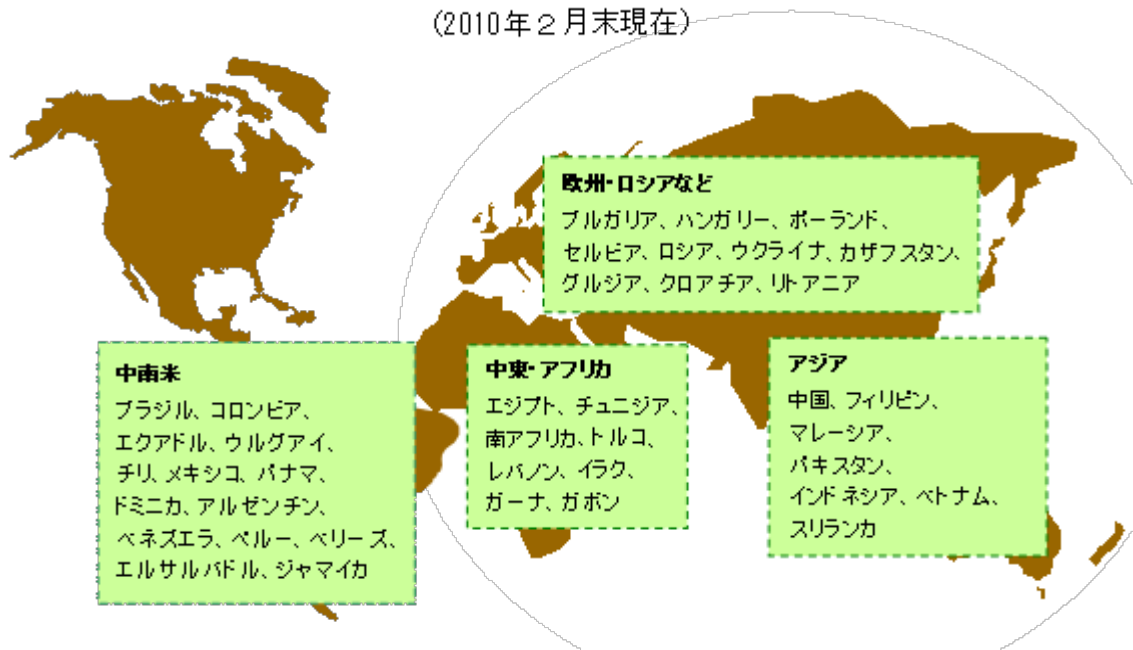 (2010年２月末現在)
欧州・ロシアなど
ブルガリア、ハンガリー、ポーランド、
セルビア、ロシア、ウクライナ、カザフスタン、
グルジア、クロアチア、リトアニア
中南米
ブラジル、コロンビア、
エクアドル、ウルグアイ、
チリ、メキシコ、パナマ、
ドミニカ、アルゼンチン、
ベネズエラ、ペルー、ベリーズ、
エルサルバドル、ジャマイカ
中東・アフリカ
エジプト、チュニジア、
南アフリカ、トルコ、
レバノン、イラク、
ガーナ、ガボン
アジア
中国、フィリピン、
マレーシア、
パキスタン、
インドネシア、ベトナム、
スリランカ